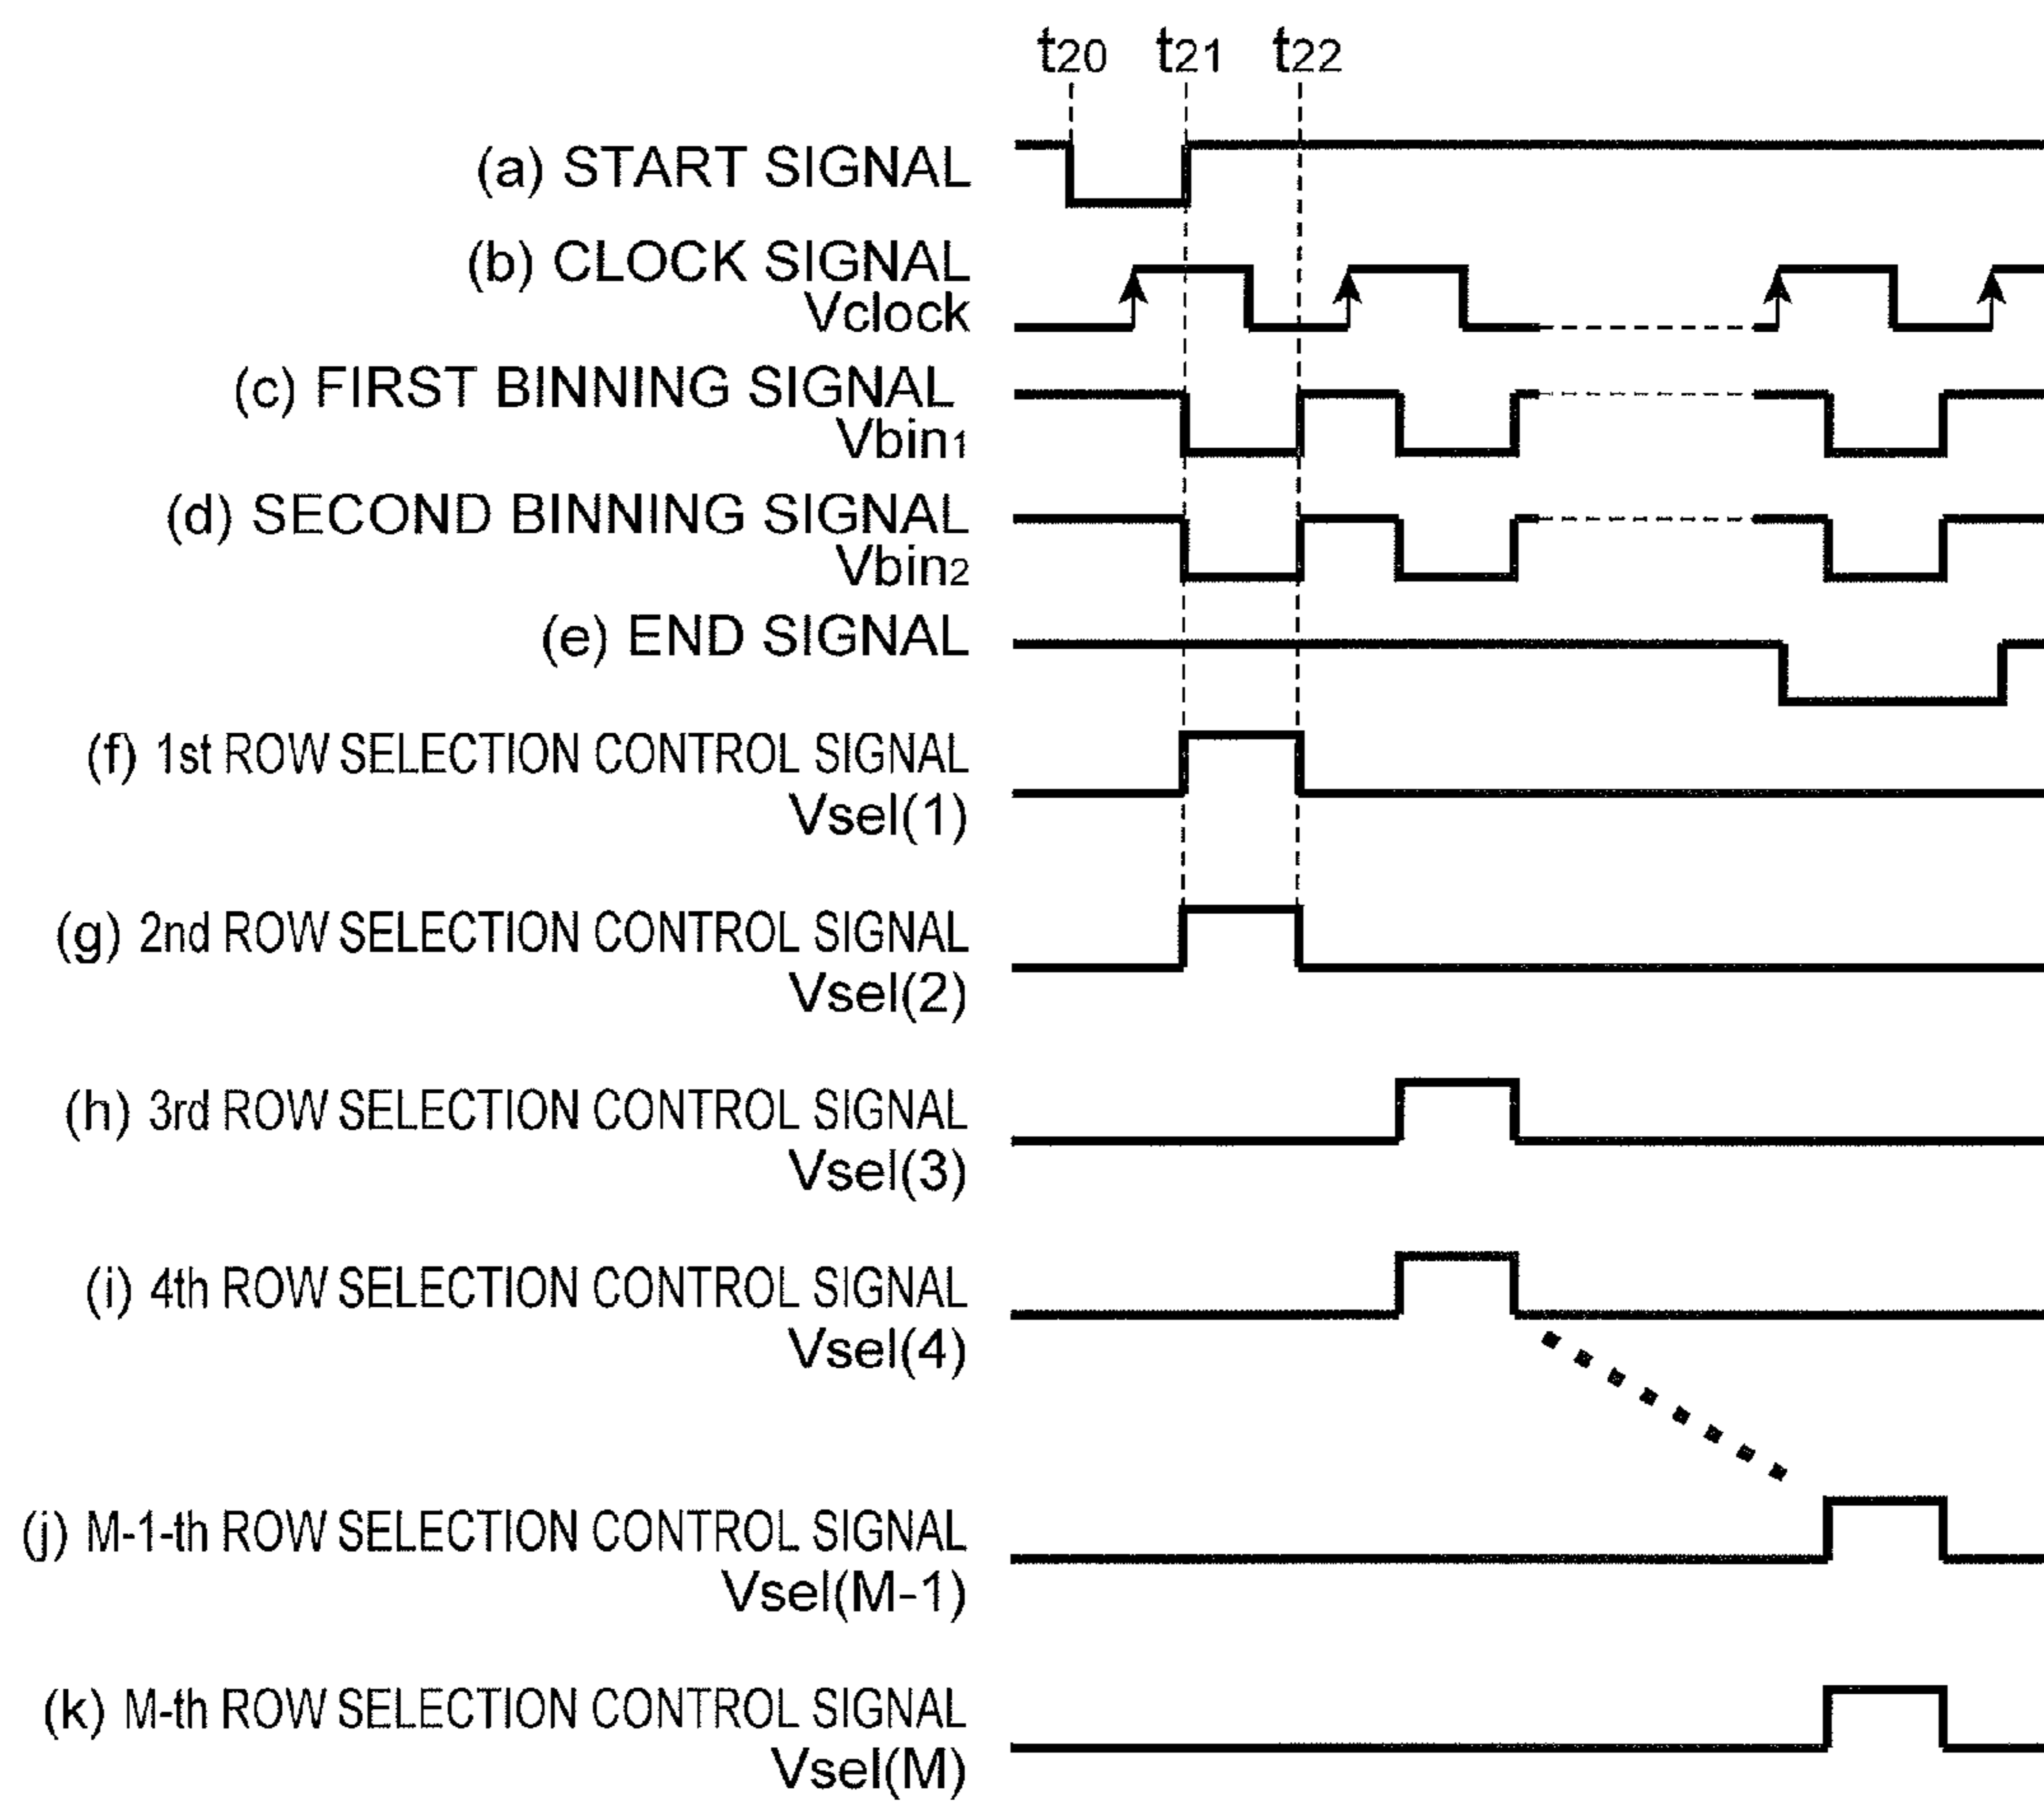 t20 t21 t22
(a) START SIGNAL
(b) CLOCK SIGNAL
Vclock
(c) FIRST BINNING SIGNAL
Vbin1
(d) SECOND BINNING SIGNAL
Vbin2
(e) END SIGNAL
(f) 1st ROW SELECTION CONTROL SIGNAL
Vsel(1)
(g) 2nd ROW SELECTION CONTROL SIGNAL
Vsel(2)
(h) 3rd ROW SELECTION CONTROL SIGNAL
Vsel(3)
(i) 4th ROW SELECTION CONTROL SIGNAL
Vsel(4)
(j) M-1-th ROW SELECTION CONTROL SIGNAL
Vsel(M-1)
(k) M-th ROW SELECTION CONTROL SIGNAL
Vsel(M)